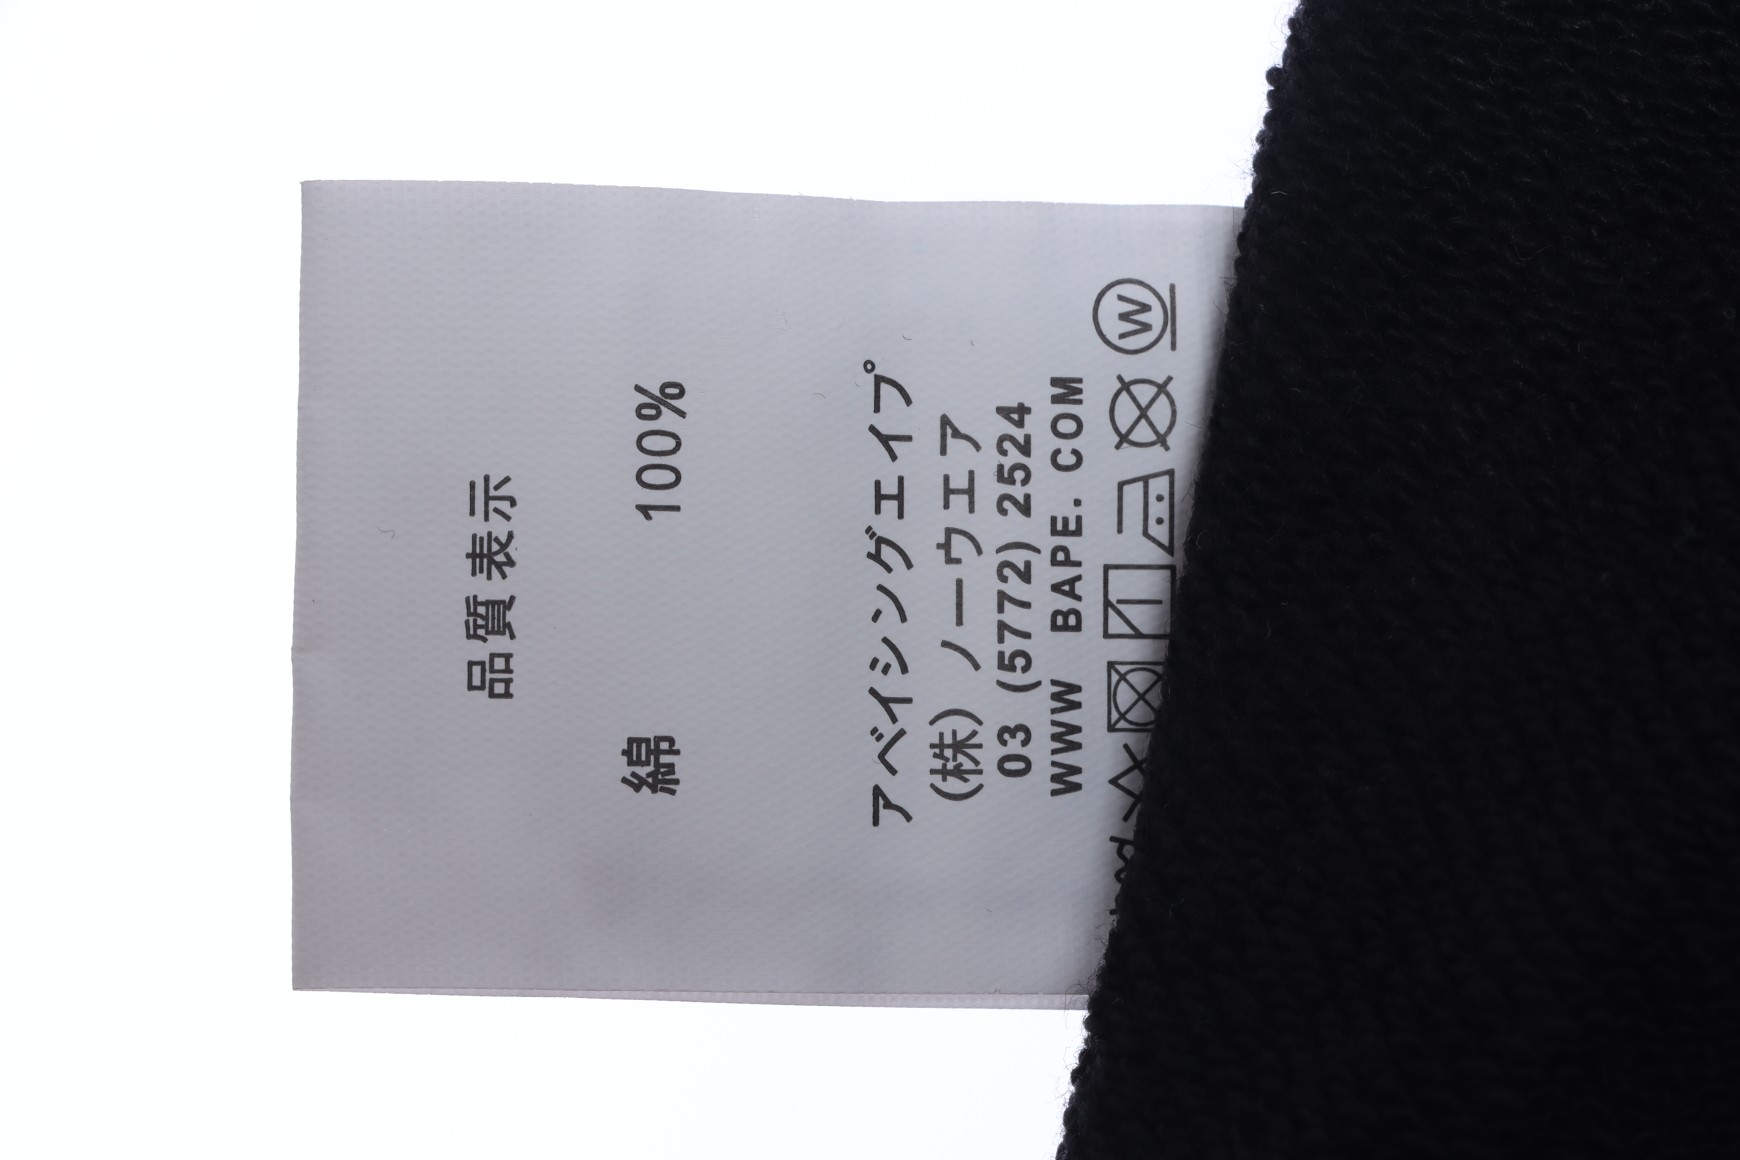 品質表示
綿 100%
アベイシングエイプ
(株) ノーウエア
03 (5772) 2524
WWW BAPE. COM
W